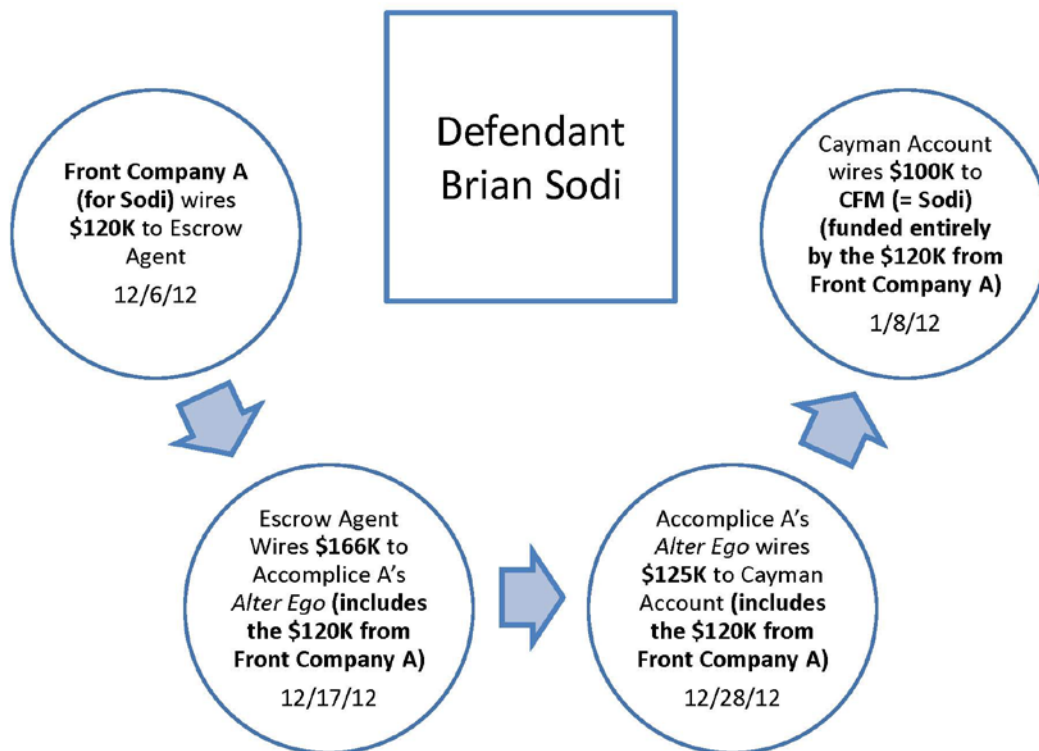 Defendant
Brian Sodi
Front Company A
(for Sodi) wires
$120K to Escrow
Agent
12/6/12
Escrow Agent
Wires $166K to
Accomplice A's
Alter Ego (includes
the $120K from
Front Company A)
12/17/12
Accomplice A's
Alter Ego wires
$125K to Cayman
Account (includes
the $120K from
Front Company A)
12/28/12
Cayman Account
wires $100K to
CFM (= Sodi)
(funded entirely
by the $120K from
Front Company A)
1/8/12